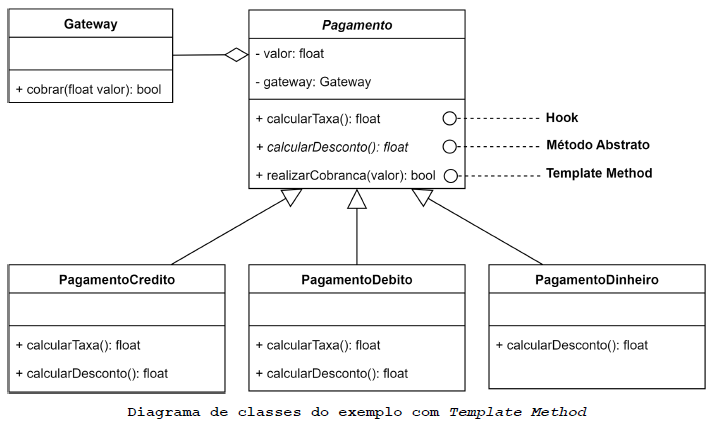 Gateway
+ cobrar(float valor): bool
Pagamento
- valor: float
- gateway: Gateway
+ calcularTaxa(): float
+ calcularDesconto(): float
+ realizarCobranca(valor): bool
Hook
Método Abstrato
Template Method
PagamentoCredito
+ calcularTaxa(): float
+ calcularDesconto(): float
PagamentoDebito
+ calcularTaxa(): float
+ calcularDesconto(): float
PagamentoDinheiro
+ calcularDesconto(): float
Diagrama de classes do exemplo com Template Method